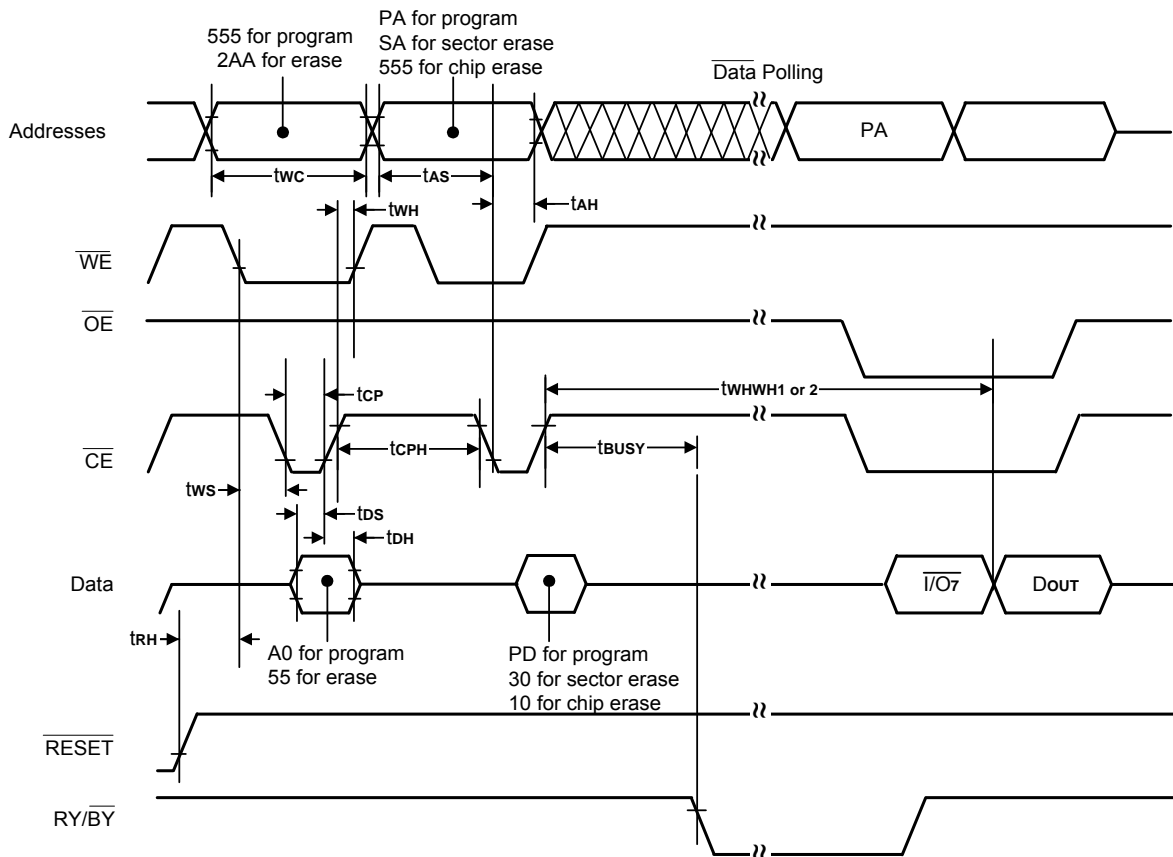 555 for program
2AA for erase
PA for program
SA for sector erase
555 for chip erase
Data Polling
Addresses
PA
tWC
tAS
tWH
tAH
WE
OE
tCP
tWHWH1 or 2
CE
tCPH
tBUSY
tWS
tDS
tDH
Data
I/O7
DOUT
tRH
A0 for program
55 for erase
PD for program
30 for sector erase
10 for chip erase
RESET
RY/BY